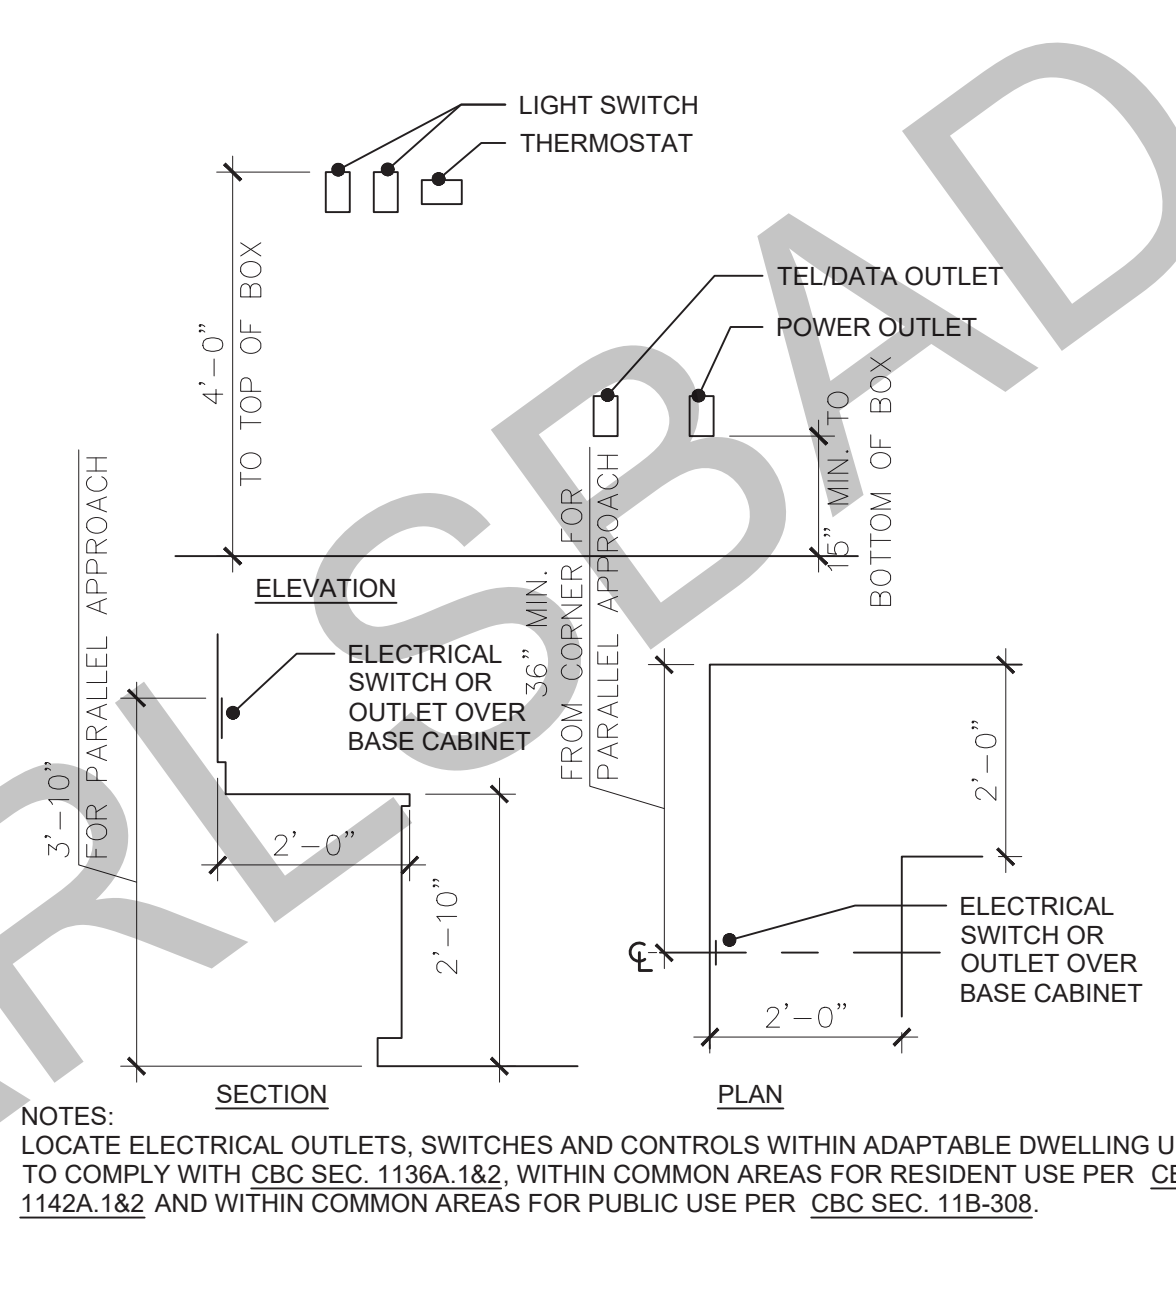 LIGHT SWITCH
THERMOSTAT
4'-0"
TO TOP OF BOX
TEL/DATA OUTLET
POWER OUTLET
15" MIN. TO
BOTTOM OF BOX
ELEVATION
3'-10"
FOR PARALLEL APPROACH
ELECTRICAL
SWITCH OR
OUTLET OVER
BASE CABINET
2'-0"
2'-10"
SECTION
36" MIN.
FROM CORNER FOR
PARALLEL APPROACH
2'-0"
℄
ELECTRICAL
SWITCH OR
OUTLET OVER
BASE CABINET
2'-0"
PLAN
NOTES:
LOCATE ELECTRICAL OUTLETS, SWITCHES AND CONTROLS WITHIN ADAPTABLE DWELLING
TO COMPLY WITH CBC SEC. 1136A.1&2, WITHIN COMMON AREAS FOR RESIDENT USE PER
1142A.1&2 AND WITHIN COMMON AREAS FOR PUBLIC USE PER CBC SEC. 11B-308.
RLSBAD